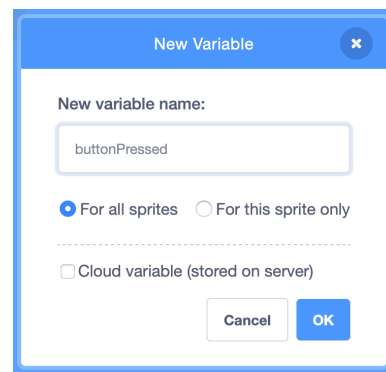 New Variable
New variable name:
buttonPressed
For all sprites For this sprite only
Cloud variable (stored on server)
Cancel OK